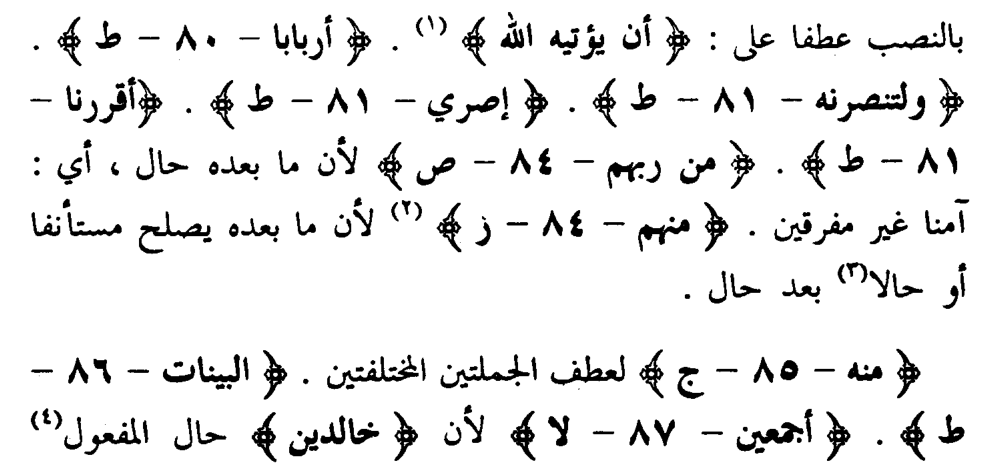 بالنصب عطفا على : ﴿ أن يؤتيه الله ﴾ (١) . ﴿ أربابا – ٨٠ – ط ﴾ .
﴿ ولتنصرنه – ٨١ – ط ﴾ . ﴿ إصري – ٨١ – ط ﴾ . ﴿أقررنا –
٨١ – ط ﴾ . ﴿ من ربهم – ٨٤ – ص ﴾ لأن ما بعده حال ، أي :
آمنا غير مفرقين . ﴿ منهم – ٨٤ – ز ﴾ (٢) لأن ما بعده يصلح مستأنفا
أو حالا(٣) بعد حال .
﴿ منه – ٨٥ – ج ﴾ لعطف الجملتين المختلفتين . ﴿ البينات – ٨٦ –
ط ﴾ . ﴿ أجمعين – ٨٧ – لا ﴾ لأن ﴿ خالدين ﴾ حال المفعول(٤)